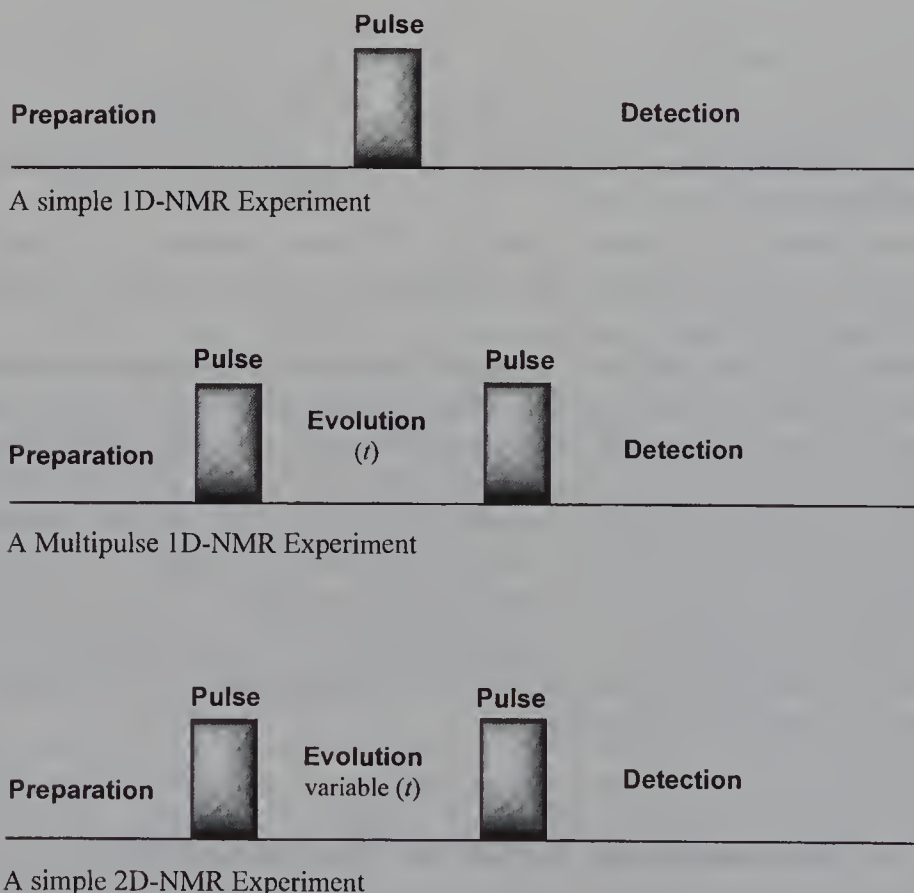 Pulse
Preparation
Detection
A simple 1D-NMR Experiment
Pulse
Pulse
Evolution
(t)
Preparation
Detection
A Multipulse 1D-NMR Experiment
Pulse
Pulse
Evolution
variable (t)
Preparation
Detection
A simple 2D-NMR Experiment